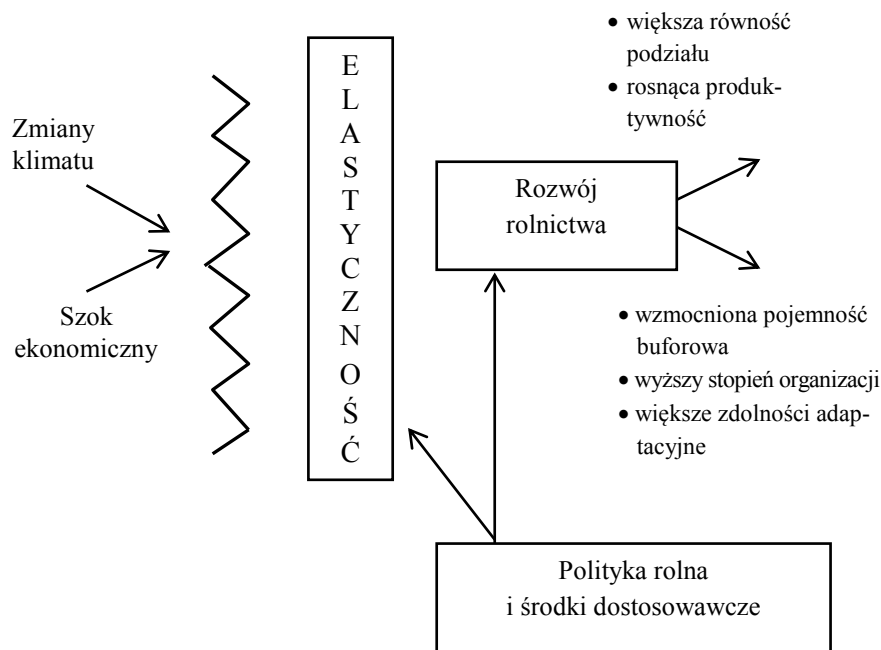 Zmiany
klimatu
Szok
ekonomiczny
E
L
A
S
T
Y
C
Z
N
O
Ś
Ć
• większa równość
podziału
• rosnąca produk-
tywność
Rozwój
rolnictwa
• wzmocniona pojemność
buforowa
• wyższy stopień organizacji
• większe zdolności adap-
tacyjne
Polityka rolna
i środki dostosowawcze